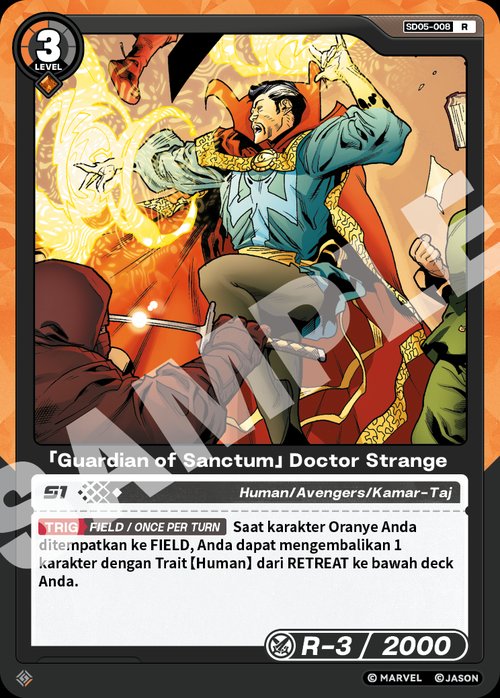 SD05-008 R
3
LEVEL
SAMPLE
「Guardian of Sanctum」 Doctor Strange
S1
Human/Avengers/Kamar-Taj
TRIG FIELD / ONCE PER TURN Saat karakter Oranye Anda
ditempatkan ke FIELD, Anda dapat mengembalikan 1
karakter dengan Trait【Human】dari RETREAT ke bawah deck
Anda.
R-3 / 2000
© MARVEL ©JASON